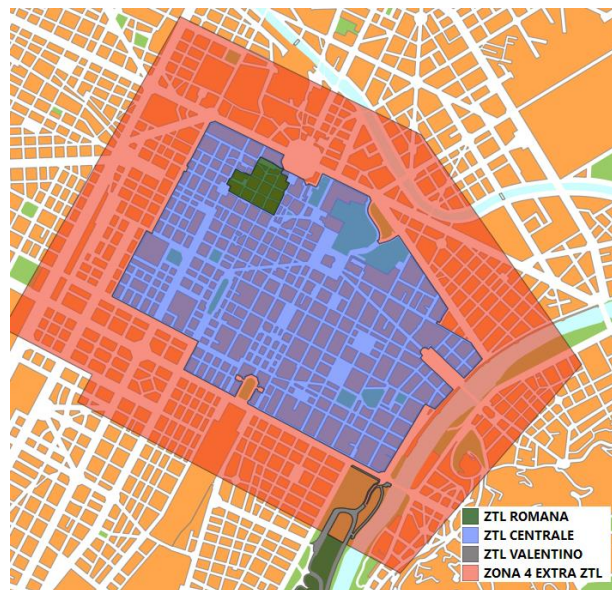 ZTL ROMANA
ZTL CENTRALE
ZTL VALENTINO
ZONA 4 EXTRA ZTL